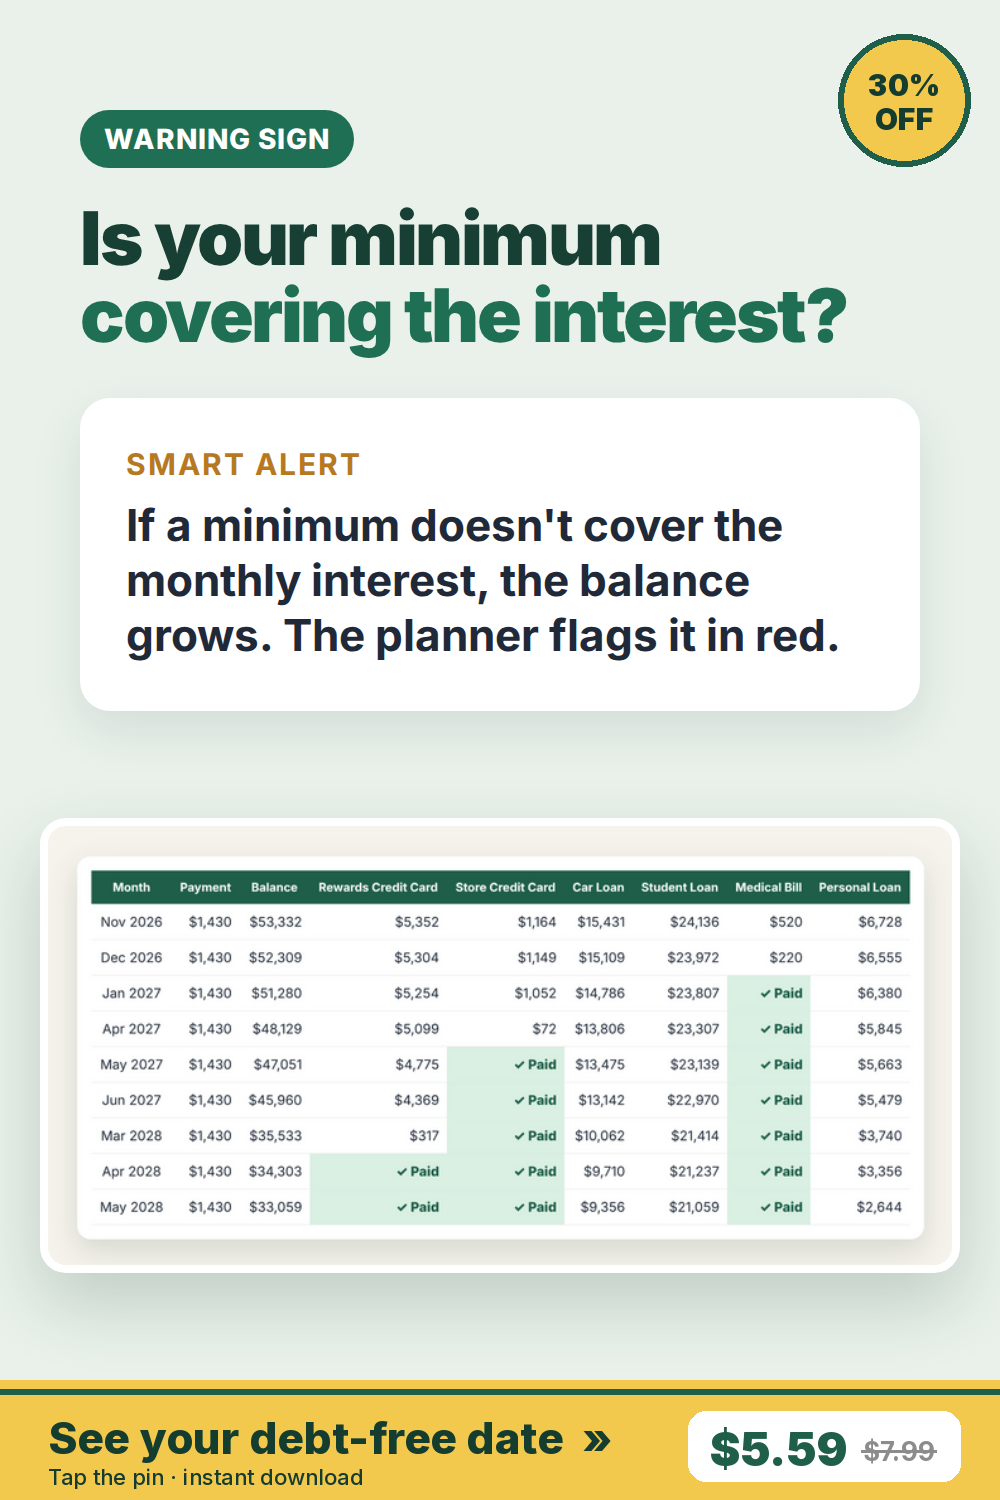 30%
OFF
WARNING SIGN
Is your minimum
covering the interest?
SMART ALERT
If a minimum doesn't cover the
monthly interest, the balance
grows. The planner flags it in red.
Month Payment Balance Rewards Credit Card Store Credit Card Car Loan Student Loan Medical Bill Personal Loan
Nov 2026 $1,430 $53,332 $5,352 $1,164 $15,431 $24,136 $520 $6,728
Dec 2026 $1,430 $52,309 $5,304 $1,149 $15,109 $23,972 $220 $6,555
Jan 2027 $1,430 $51,280 $5,254 $1,052 $14,786 $23,807 ✓ Paid $6,380
Apr 2027 $1,430 $48,129 $5,099 $72 $13,806 $23,307 ✓ Paid $5,845
May 2027 $1,430 $47,051 $4,775 ✓ Paid $13,475 $23,139 ✓ Paid $5,663
Jun 2027 $1,430 $45,960 $4,369 ✓ Paid $13,142 $22,970 ✓ Paid $5,479
Mar 2028 $1,430 $35,533 $317 ✓ Paid $10,062 $21,414 ✓ Paid $3,740
Apr 2028 $1,430 $34,303 ✓ Paid ✓ Paid $9,710 $21,237 ✓ Paid $3,356
May 2028 $1,430 $33,059 ✓ Paid ✓ Paid $9,356 $21,059 ✓ Paid $2,644
See your debt-free date »
Tap the pin · instant download
$5.59 $7.99